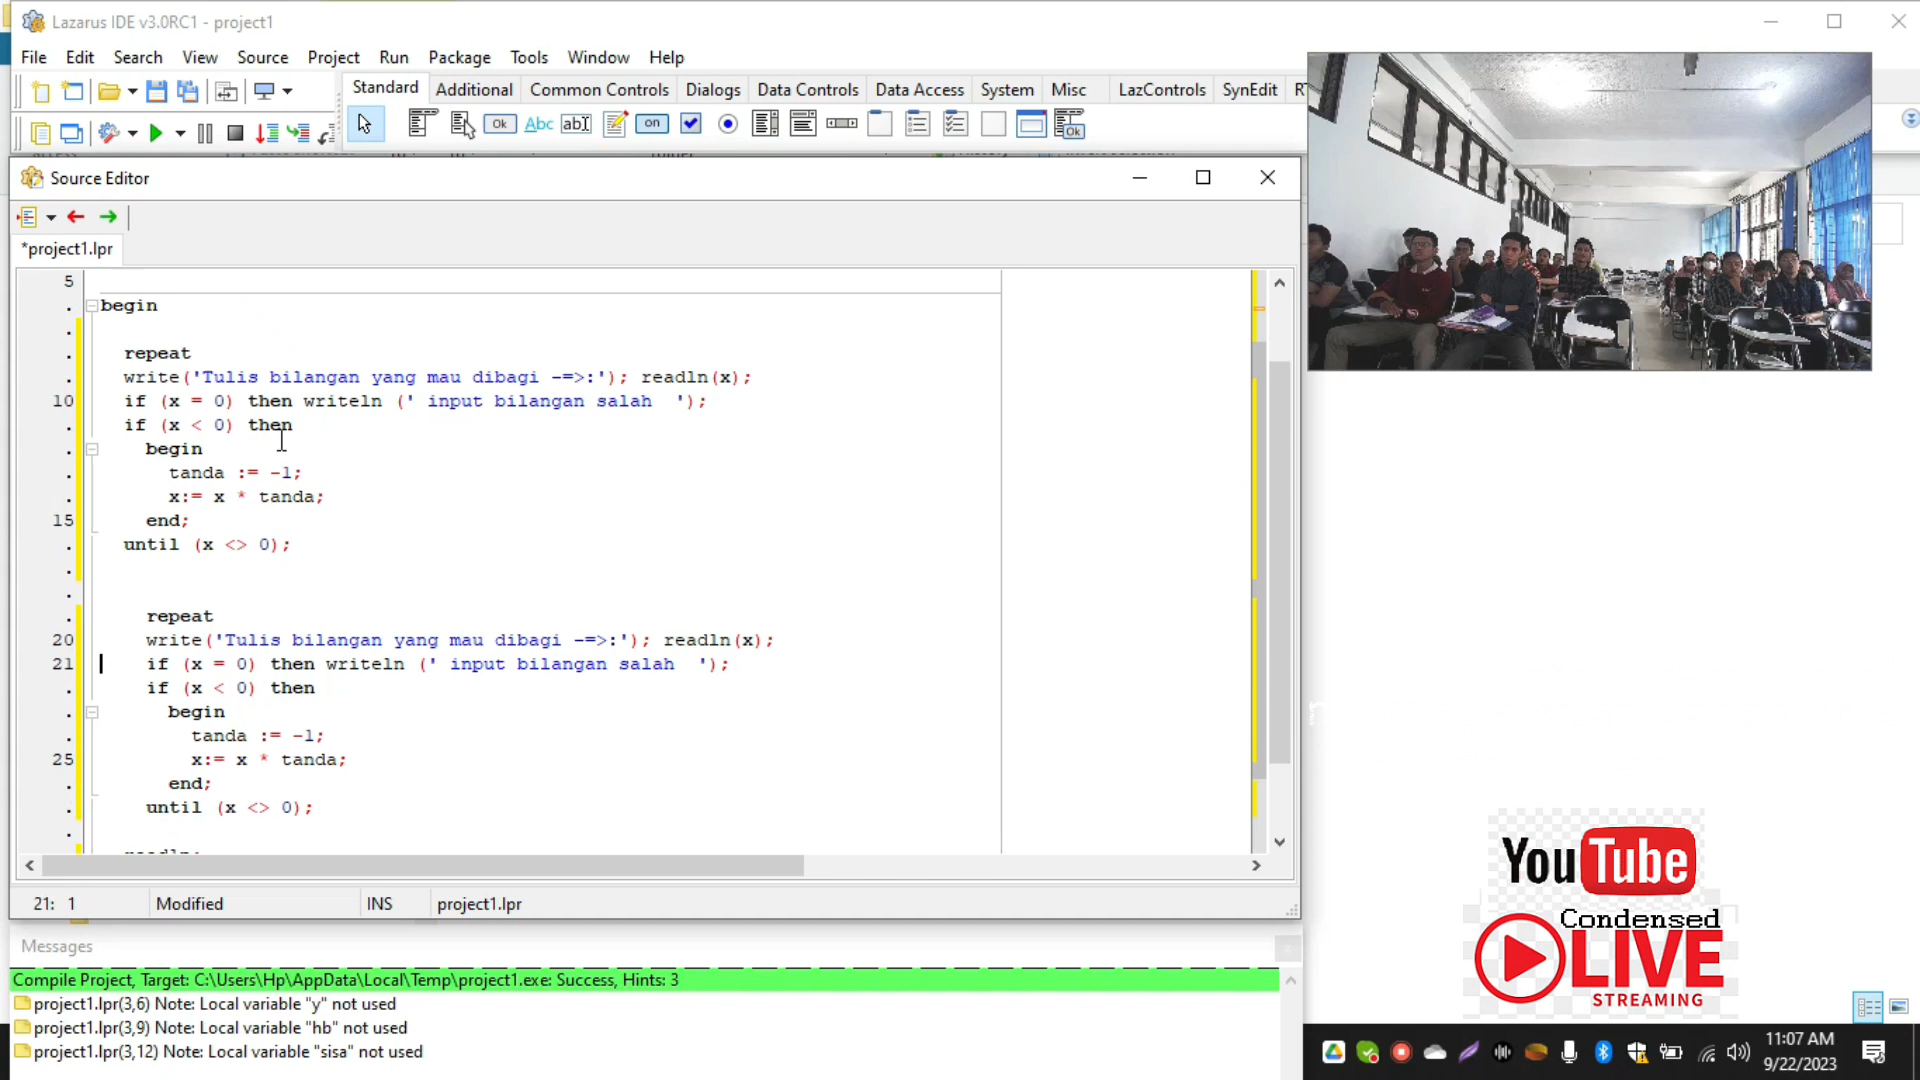 Lazarus IDE v3.0RC1 - project1
File Edit Search View Source Project Run Package Tools Window Help
Standard Additional Common Controls Dialogs Data Controls Data Access System Misc LazControls SynEdit
Ok Abc abI on Ok
Source Editor
*project1.lpr
5
begin
repeat
write('Tulis bilangan yang mau dibagi -=>:'); readln(x);
10 if (x = 0) then writeln (' input bilangan salah ');
if (x < 0) then
begin
tanda := -1;
x:= x * tanda;
15 end;
until (x <> 0);
repeat
20 write('Tulis bilangan yang mau dibagi -=>:'); readln(x);
21 if (x = 0) then writeln (' input bilangan salah ');
if (x < 0) then
begin
tanda := -1;
25 x:= x * tanda;
end;
until (x <> 0);
21: 1 Modified INS project1.lpr
Messages
Compile Project, Target: C:\Users\Hp\AppData\Local\Temp\project1.exe: Success, Hints: 3
project1.lpr(3,6) Note: Local variable "y" not used
project1.lpr(3,9) Note: Local variable "hb" not used
project1.lpr(3,12) Note: Local variable "sisa" not used
YouTube
Condensed
LIVE
STREAMING
11:07 AM
9/22/2023